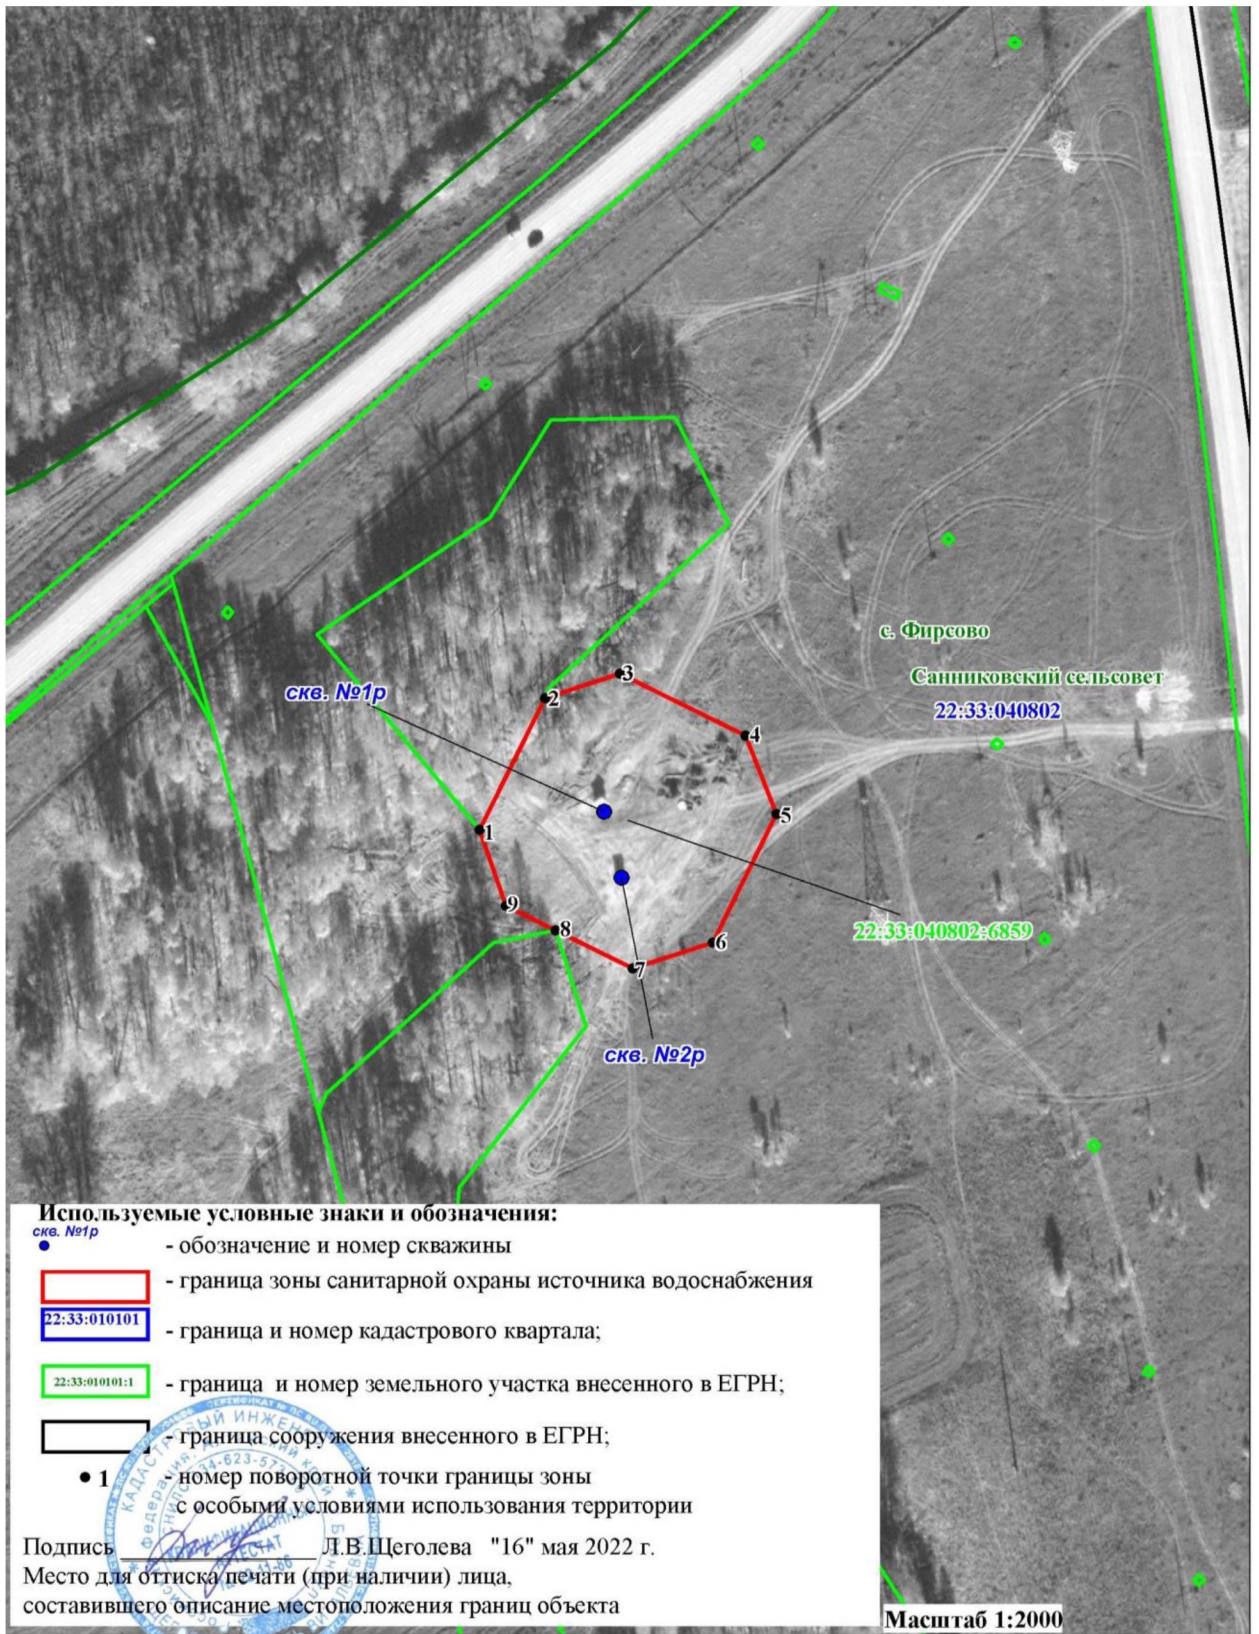 с. Фирсово
Санниковский сельсовет
22:33:040802
скв. №1р
2
3
4
5
1
9
8
7
6
22:33:040802:6859
скв. №2р
Используемые условные знаки и обозначения:
скв. №1р
- обозначение и номер скважины
- граница зоны санитарной охраны источника водоснабжения
22:33:010101
- граница и номер кадастрового квартала;
22:33:010101:1
- граница и номер земельного участка внесенного в ЕГРН;
- граница сооружения внесенного в ЕГРН;
1 - номер поворотной точки границы зоны
с особыми условиями использования территории
Подпись Л.В.Щеголева "16" мая 2022 г.
Место для оттиска печати (при наличии) лица,
составившего описание местоположения границ объекта
Масштаб 1:2000
КАДАСТРОВЫЙ ИНЖЕНЕР